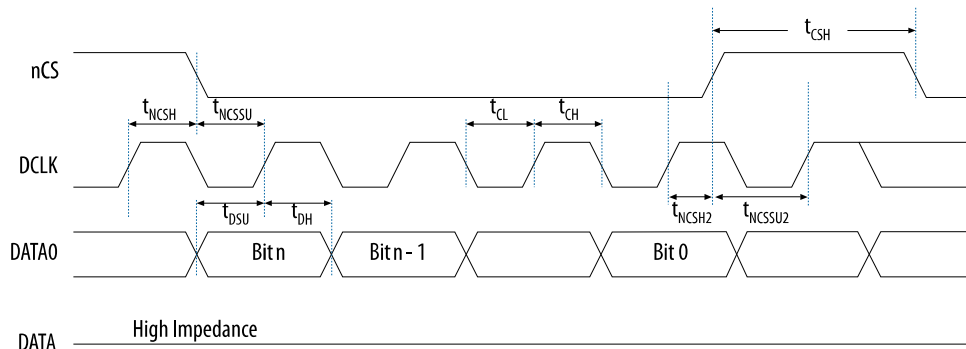 t_CSH
nCS
t_NCSH t_NCSSU t_CL t_CH
DCLK
t_DSU t_DH t_NCSH2 t_NCSSU2
DATA0 Bit n Bit n - 1 Bit 0
High Impedance
DATA